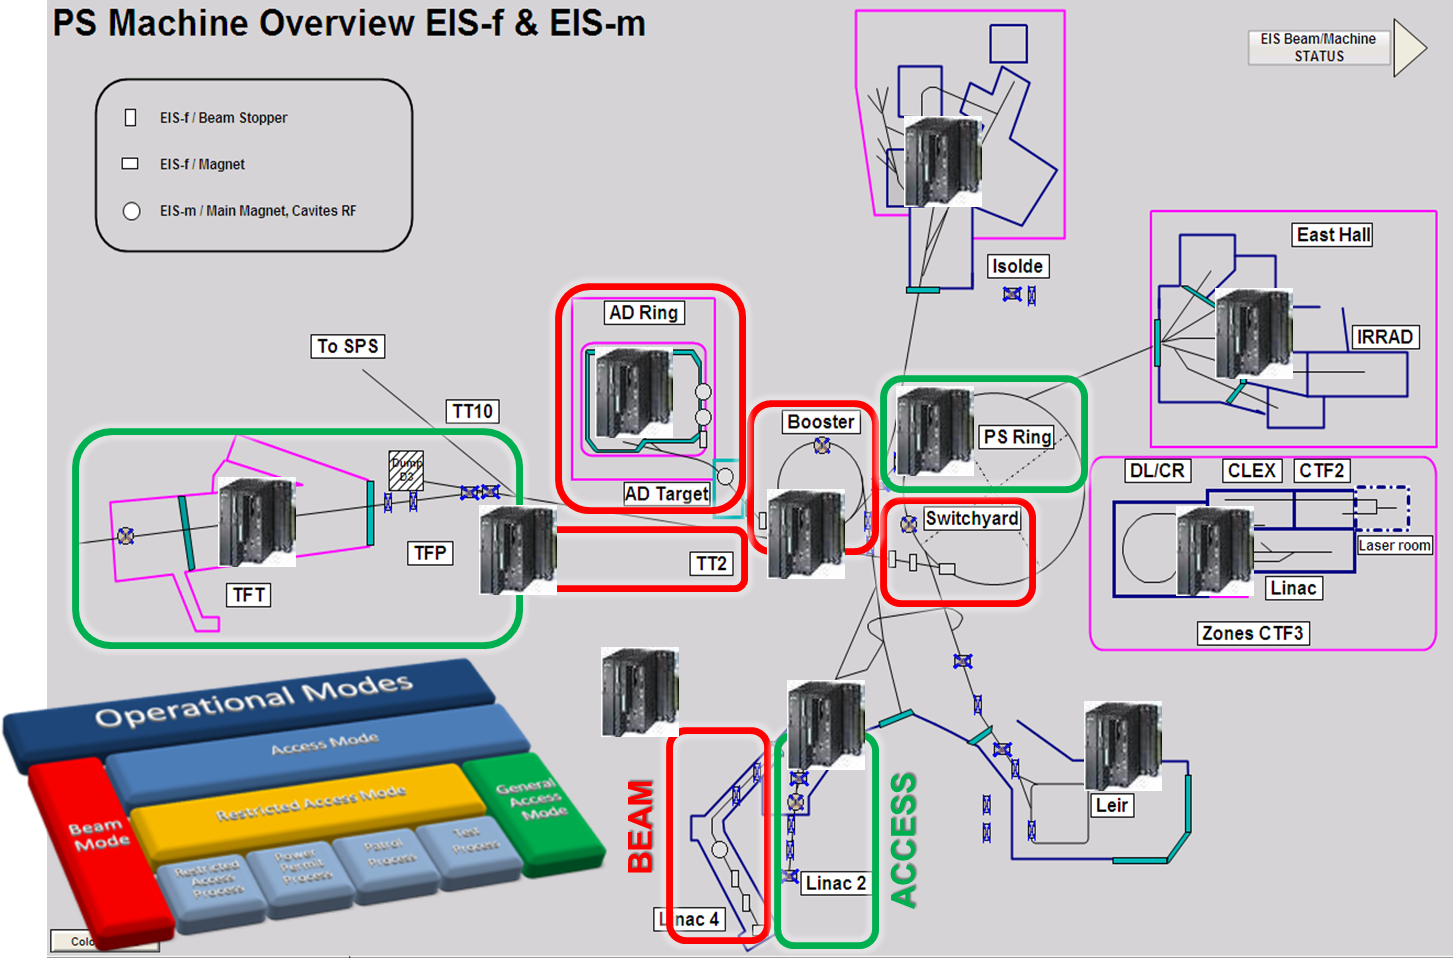 PS Machine Overview EIS-f & EIS-m
EIS Beam/Machine
STATUS
EIS-f / Beam Stopper
EIS-f / Magnet
EIS-m / Main Magnet, Cavites RF
Isolde
East Hall
IRRAD
To SPS
AD Ring
TT10
Booster
PS Ring
Dump
D3
AD Target
DL/CR
CLEX
CTF2
Switchyard
Laser room
TFP
TT2
TFT
Linac
Zones CTF3
Operational Modes
Access Mode
Restricted Access Mode
General
Access
Mode
Beam
Mode
Restricted
Access
Process
Power
Permit
Process
Patrol
Process
Test
Process
BEAM
ACCESS
Leir
Linac 2
Linac 4